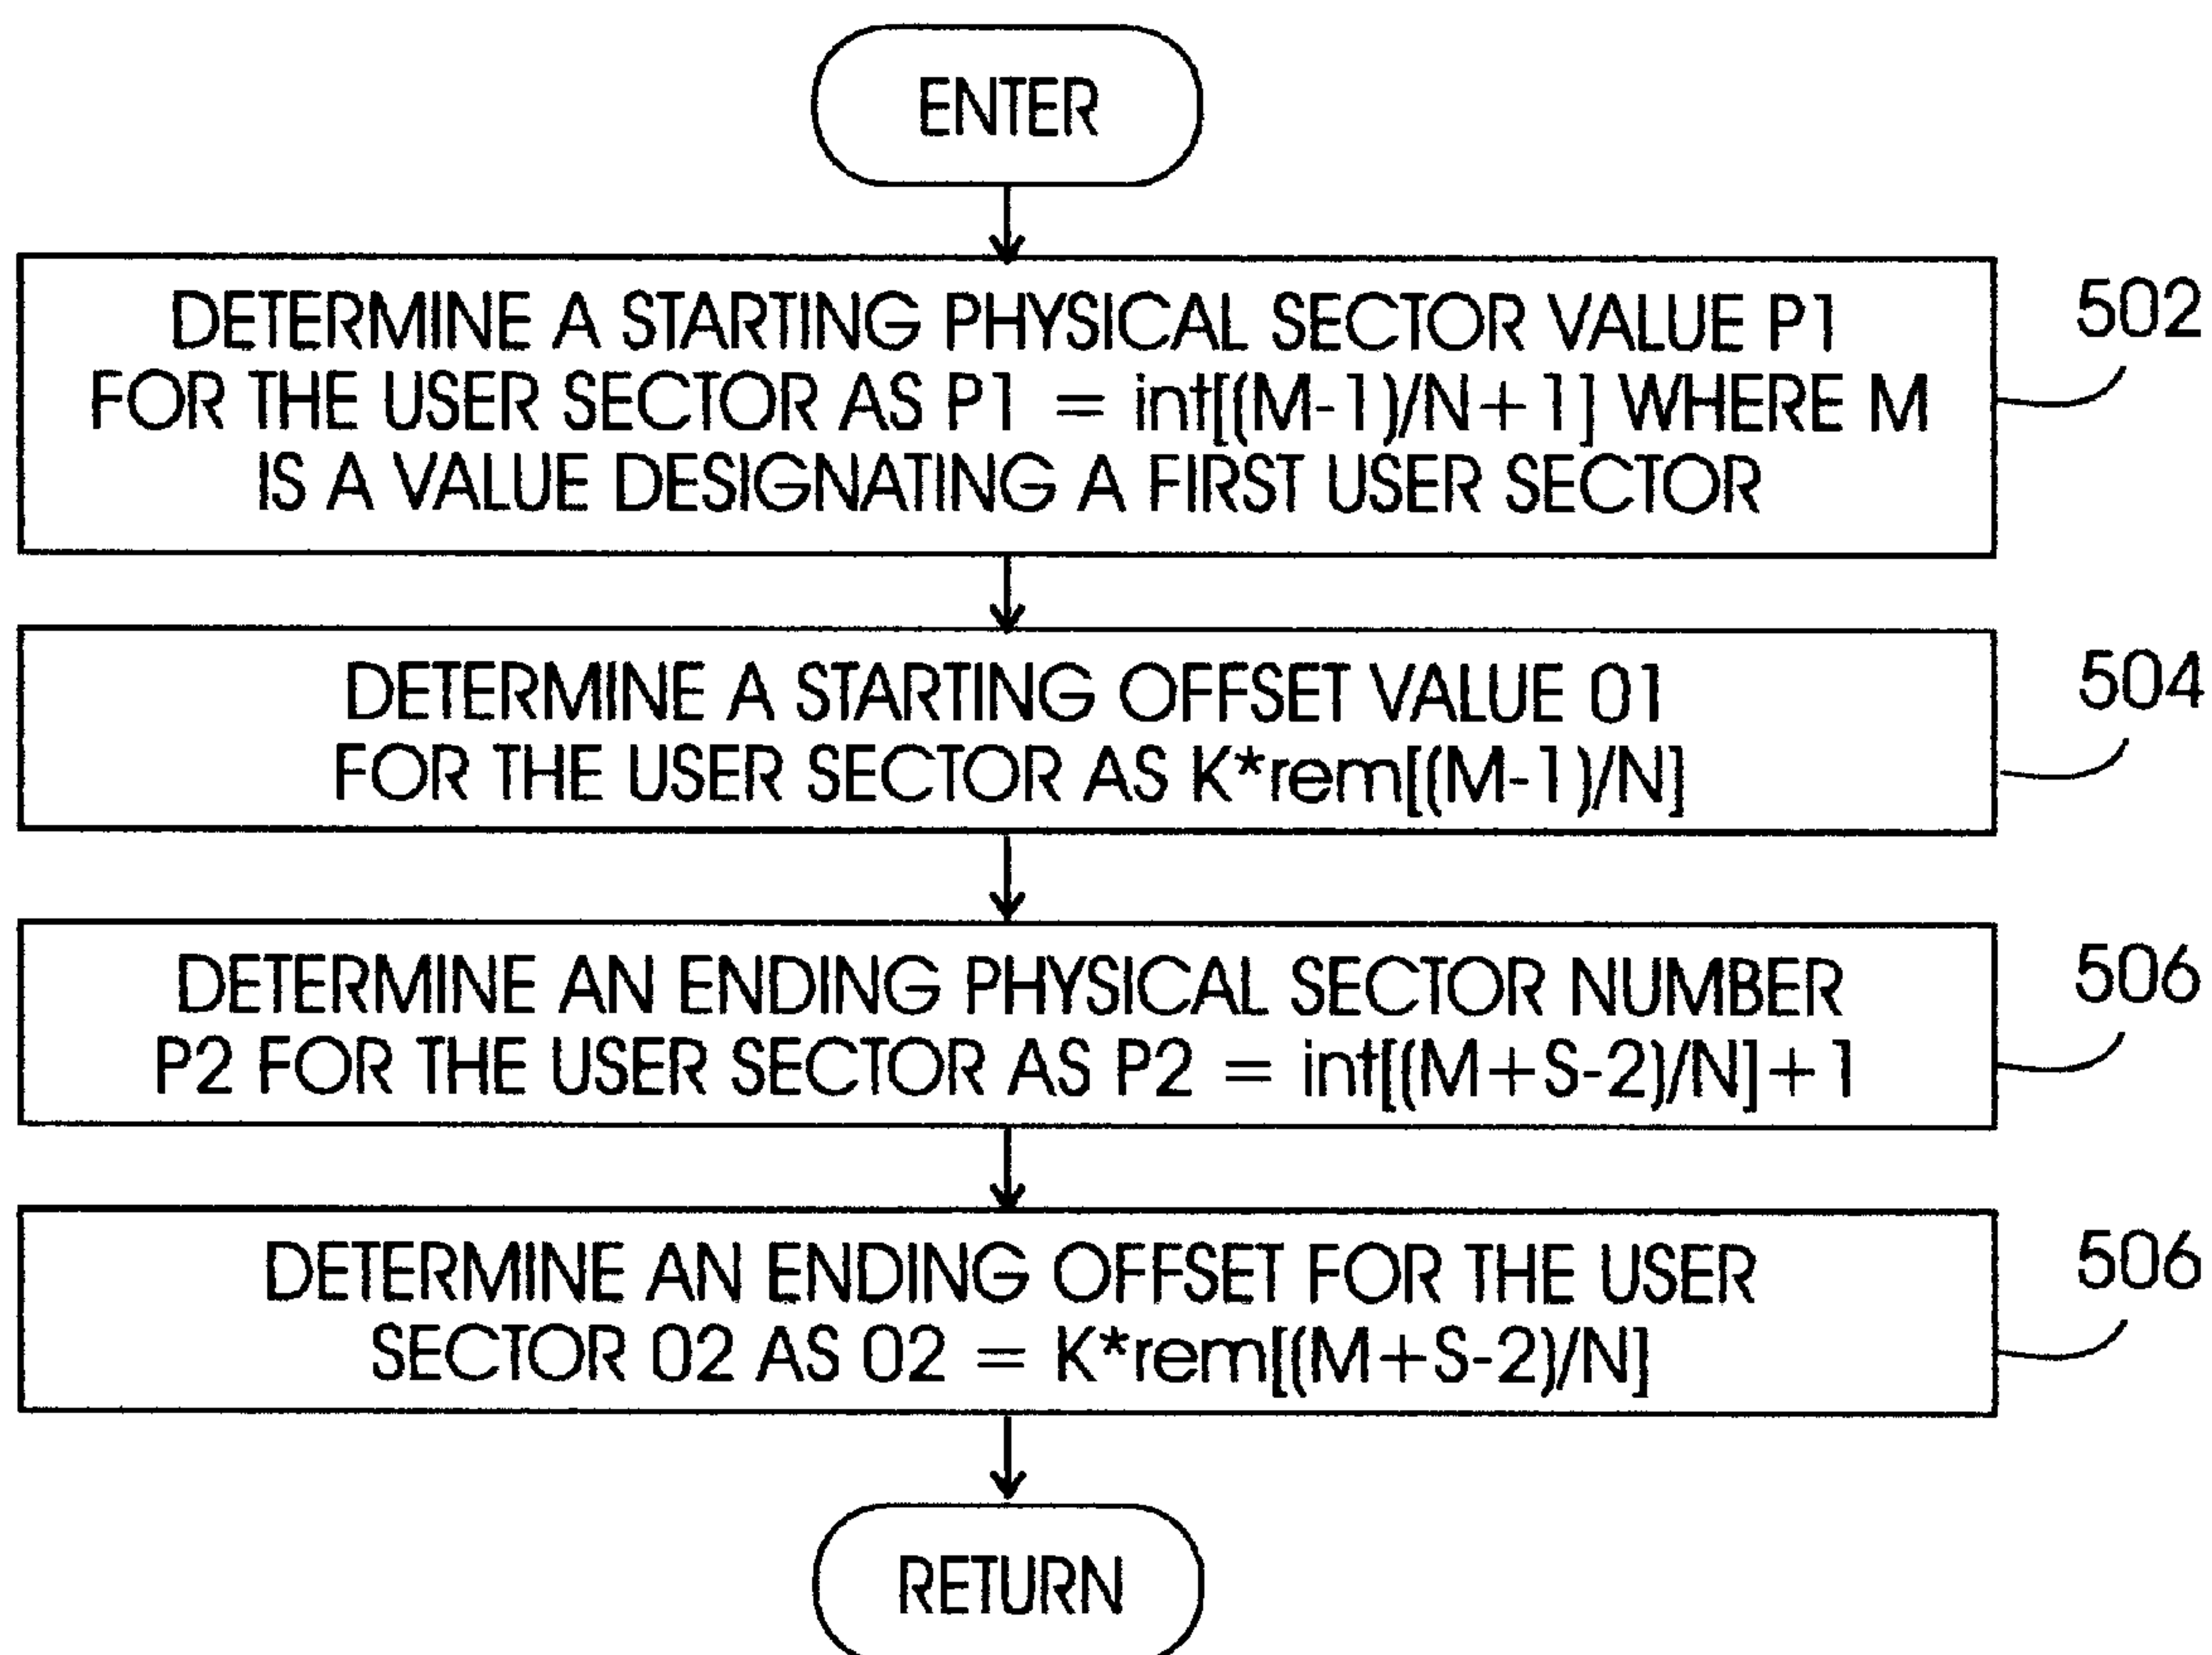 ENTER
DETERMINE A STARTING PHYSICAL SECTOR VALUE P1
FOR THE USER SECTOR AS P1 = int[(M-1)/N+1] WHERE M
IS A VALUE DESIGNATING A FIRST USER SECTOR
502
DETERMINE A STARTING OFFSET VALUE 01
FOR THE USER SECTOR AS K*rem[(M-1)/N]
504
DETERMINE AN ENDING PHYSICAL SECTOR NUMBER
P2 FOR THE USER SECTOR AS P2 = int[(M+S-2)/N]+1
506
DETERMINE AN ENDING OFFSET FOR THE USER
SECTOR 02 AS 02 = K*rem[(M+S-2)/N]
506
RETURN